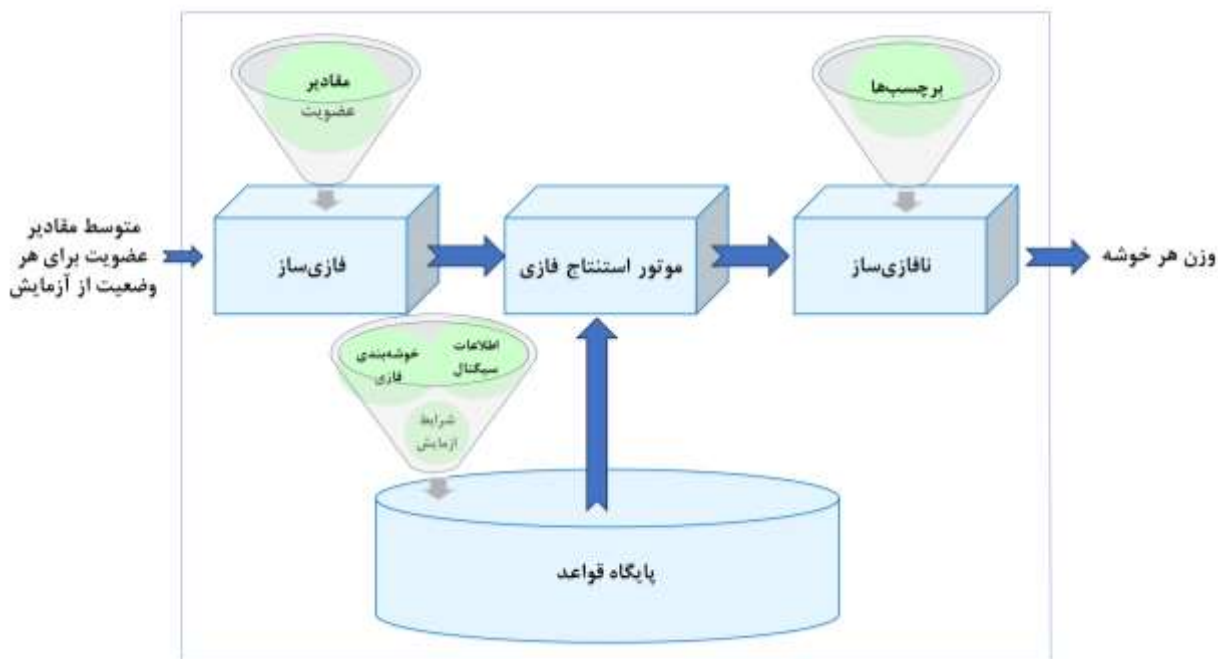 مقادیر
عضویت
برچسب‌ها
متوسط مقادیر
عضویت برای هر
وضعیت از آزمایش
فازی‌ساز
موتور استنتاج فازی
نافازی‌ساز
وزن هر خوشه
اطلاعات
سیگنال
خوشه‌بندی
فازی
شرایط
ازمایش
پایگاه قواعد